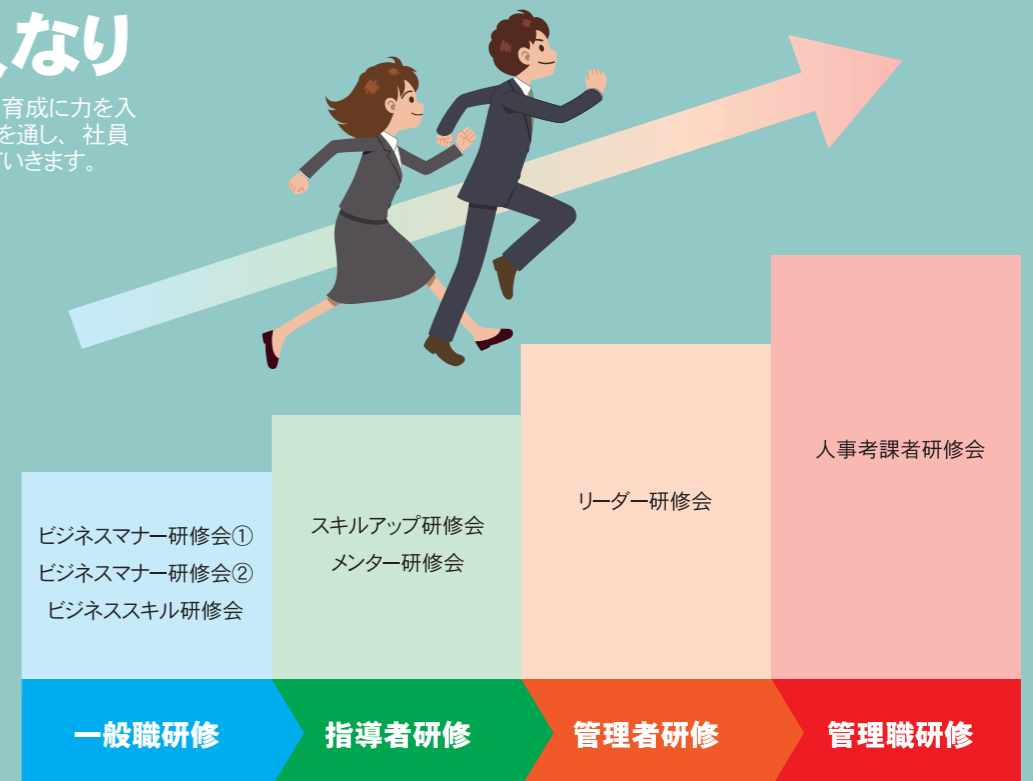 なり
育成に力を入
を通し、社員
いきます。
人事考課者研修会
リーダー研修会
スキルアップ研修会
メンター研修会
ビジネスマナー研修会①
ビジネスマナー研修会②
ビジネススキル研修会
一般職研修
指導者研修
管理者研修
管理職研修